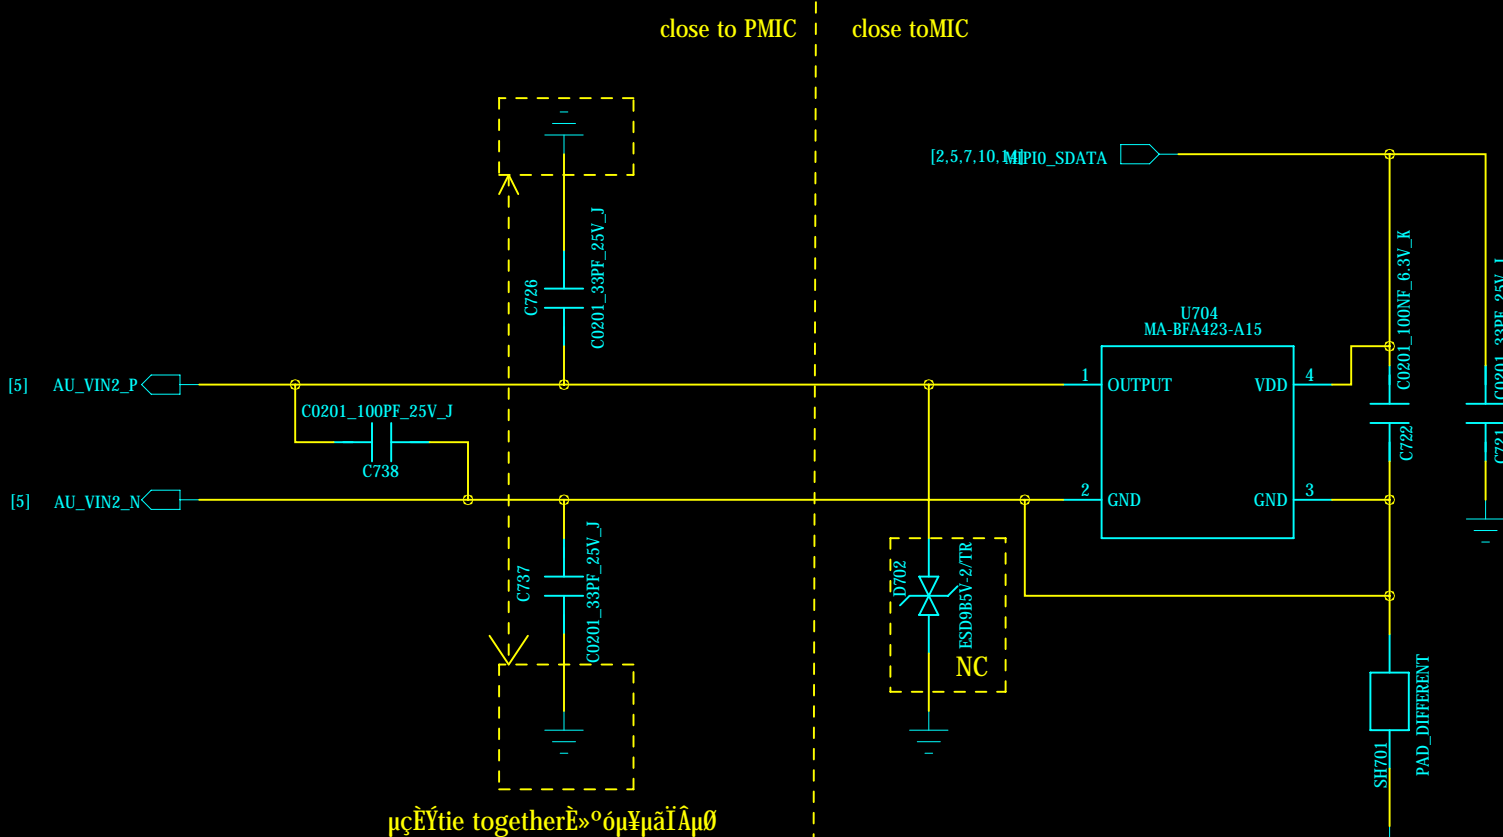 close to PMIC
close toMIC
[2,5,7,10,14]
MIPI0_SDATA
C726
C0201_33PF_25V_J
C0201_100NF_6.3V_K
C722
C0201_33PF_25V_J
C721
U704
MA-BFA423-A15
1 OUTPUT
VDD 4
2 GND
GND 3
[5] AU_VIN2_P
C0201_100PF_25V_J
C738
[5] AU_VIN2_N
C737
C0201_33PF_25V_J
D702
ESD9B5V-2/TR
NC
SH701
PAD_DIFFERENT
µçÈÝtie togetherÈ»ºóµ¥µãÏÂµØ